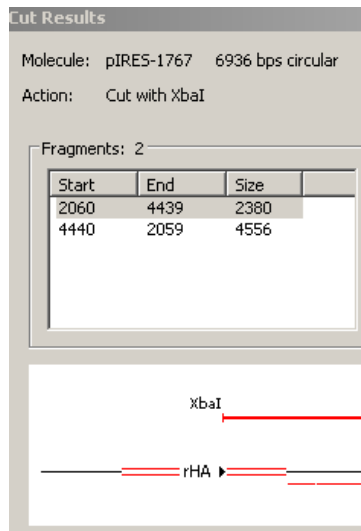 Cut Results
Molecule: pIRES-1767 6936 bps circular
Action: Cut with XbaI
Fragments: 2
Start End Size
2060 4439 2380
4440 2059 4556
XbaI
rHA